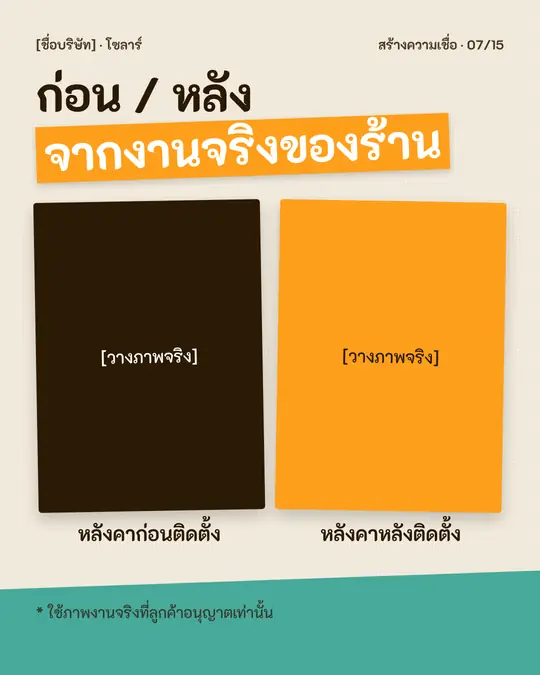 [ชื่อบริษัท] · โซลาร์
สร้างความเชื่อ · 07/15
ก่อน / หลัง
จากงานจริงของร้าน
[วางภาพจริง]
[วางภาพจริง]
หลังคาก่อนติดตั้ง
หลังคาหลังติดตั้ง
* ใช้ภาพงานจริงที่ลูกค้าอนุญาตเท่านั้น